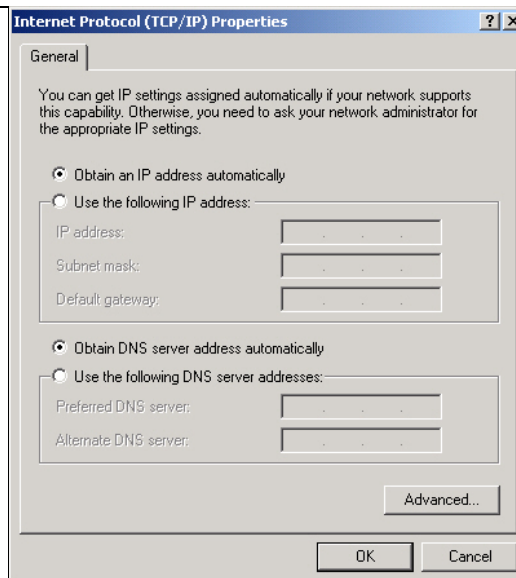 Internet Protocol (TCP/IP) Properties
General
You can get IP settings assigned automatically if your network supports
this capability. Otherwise, you need to ask your network administrator for
the appropriate IP settings.
Obtain an IP address automatically
Use the following IP address:
IP address:
Subnet mask:
Default gateway:
Obtain DNS server address automatically
Use the following DNS server addresses:
Preferred DNS server:
Alternate DNS server:
Advanced...
OK Cancel